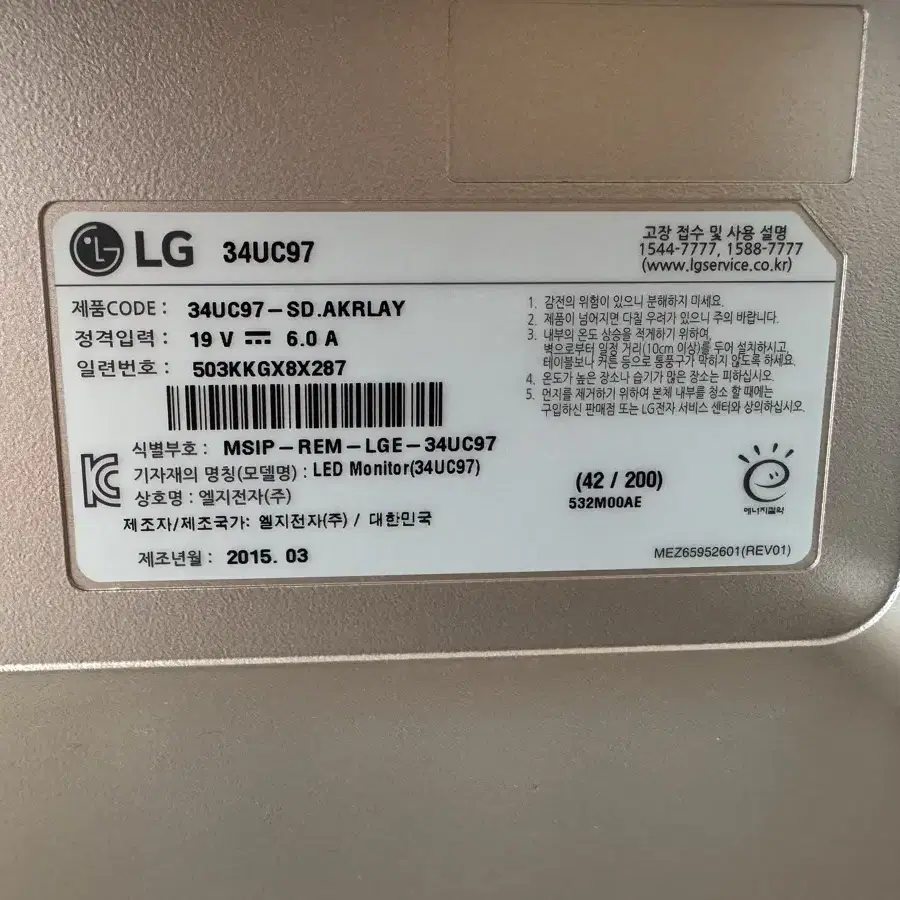 LG 34UC97
고장 접수 및 사용 설명
1544-7777, 1588-7777
(www.lgservice.co.kr)
제품CODE : 34UC97-SD.AKRLAY
정격입력 : 19 V ⎓ 6.0 A
일련번호 : 503KKGX8X287
식별부호 : MSIP-REM-LGE-34UC97
기자재의 명칭(모델명) : LED Monitor(34UC97)
상호명 : 엘지전자(주)
제조자/제조국가: 엘지전자(주) / 대한민국
제조년월 : 2015. 03
1. 감전의 위험이 있으니 분해하지 미세요.
2. 제품이 넘어지면 다칠 우려가 있으니 주의 바랍니다.
3. 내부의 온도 상승을 적게하기 위하여,
벽으로부터 일정 거리(10cm 이상)를 두어 설치하시고,
테이블보나 커튼 등으로 통풍구가 막히지 않도록 하세요.
4. 온도가 높은 장소나 습기가 많은 장소는 피하십시오.
5. 먼지를 제거하기 위하여 본체 내부를 청소 할 때에는
구입하신 판매점 또는 LG전자 서비스 센터와 상의하십시오.
(42 / 200)
532M00AE
에너지절약
MEZ65952601(REV01)